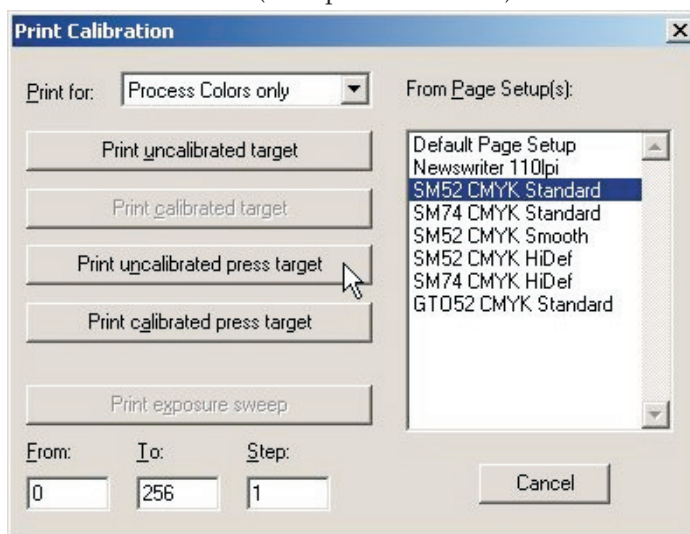 Print Calibration
Print for:
Process Colors only
Print uncalibrated target
Print calibrated target
Print uncalibrated press target
Print calibrated press target
Print exposure sweep
From:
To:
Step:
0
256
1
From Page Setup(s):
Default Page Setup
Newswriter 110lpi
SM52 CMYK Standard
SM74 CMYK Standard
SM52 CMYK Smooth
SM52 CMYK HiDef
SM74 CMYK HiDef
GTO52 CMYK Standard
Cancel